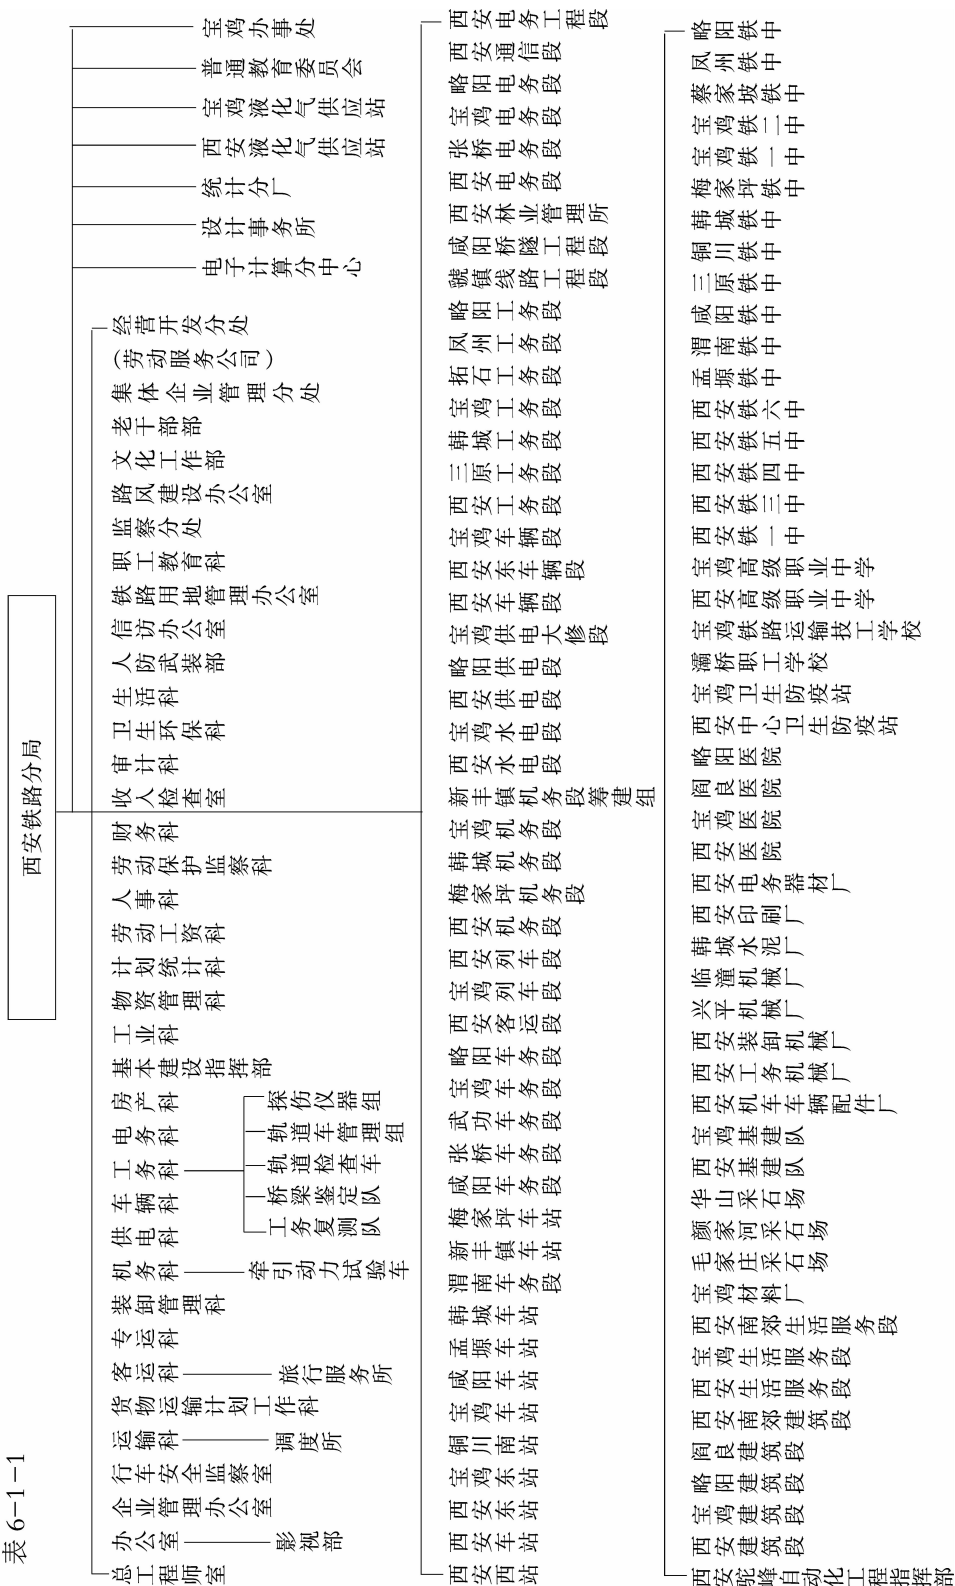 表 6-1-1
西安铁路分局
电子计算分中心
设计事务所
统计分厂
西安液化气供应站
宝鸡液化气供应站
普通教育委员会
宝鸡办事处
总工程师室
办公室
影视部
企业管理办公室
行车安全监察室
运输科
调度所
货物运输计划工作科
客运科
旅行服务所
专运科
装卸管理科
机务科
牵引动力试验车
供电科
车辆科
工务科
工务复测队
桥梁鉴定队
轨道检查车
轨道车管理组
探伤仪器组
电务科
房产科
基本建设指挥部
工业科
物资管理科
计划统计科
劳动工资科
人事科
劳动保护监察科
财务科
收入检查室
审计科
卫生环保科
生活科
人防武装部
信访办公室
铁路用地管理办公室
职工教育科
监察分处
路风建设办公室
文化工作部
老干部部
集体企业管理分处
(劳动服务公司)
经营开发分处
西安西站
西安车站
西安东站
宝鸡东站
铜川南站
宝鸡车站
咸阳车站
孟塬车站
韩城车站
渭南车务段
新丰镇车站
梅家坪车站
咸阳车务段
张桥车务段
武功车务段
宝鸡车务段
略阳车务段
西安客运段
宝鸡列车段
西安列车段
西安机务段
梅家坪机务段
韩城机务段
宝鸡机务段
新丰镇机务段筹建组
西安水电段
宝鸡水电段
西安供电段
略阳供电段
宝鸡供电大修段
西安车辆段
西安东车辆段
宝鸡车辆段
西安工务段
三原工务段
韩城工务段
宝鸡工务段
拓石工务段
凤州工务段
略阳工务段
虢镇线路工程段
咸阳桥隧工程段
西安林业管理所
西安电务段
张桥电务段
宝鸡电务段
略阳电务段
西安通信段
西安电务工程段
西安驼峰自动化工程指挥部
西安建筑段
宝鸡建筑段
略阳建筑段
阎良建筑段
西安南郊建筑段
西安生活服务段
宝鸡生活服务段
西安南郊生活服务段
宝鸡材料厂
毛家庄采石场
颜家河采石场
华山采石场
西安基建队
宝鸡基建队
西安机车车辆配件厂
西安工务机械厂
西安装卸机械厂
兴平机械厂
临潼机械厂
韩城水泥厂
西安印刷厂
西安电务器材厂
西安医院
宝鸡医院
阎良医院
略阳医院
西安中心卫生防疫站
宝鸡卫生防疫站
灞桥职工学校
宝鸡铁路运输技工学校
西安高级职业中学
宝鸡高级职业中学
西安铁一中
西安铁三中
西安铁四中
西安铁五中
西安铁六中
孟塬铁中
渭南铁中
咸阳铁中
三原铁中
铜川铁中
韩城铁中
梅家坪铁中
宝鸡铁一中
宝鸡铁二中
蔡家坡铁中
凤州铁中
略阳铁中